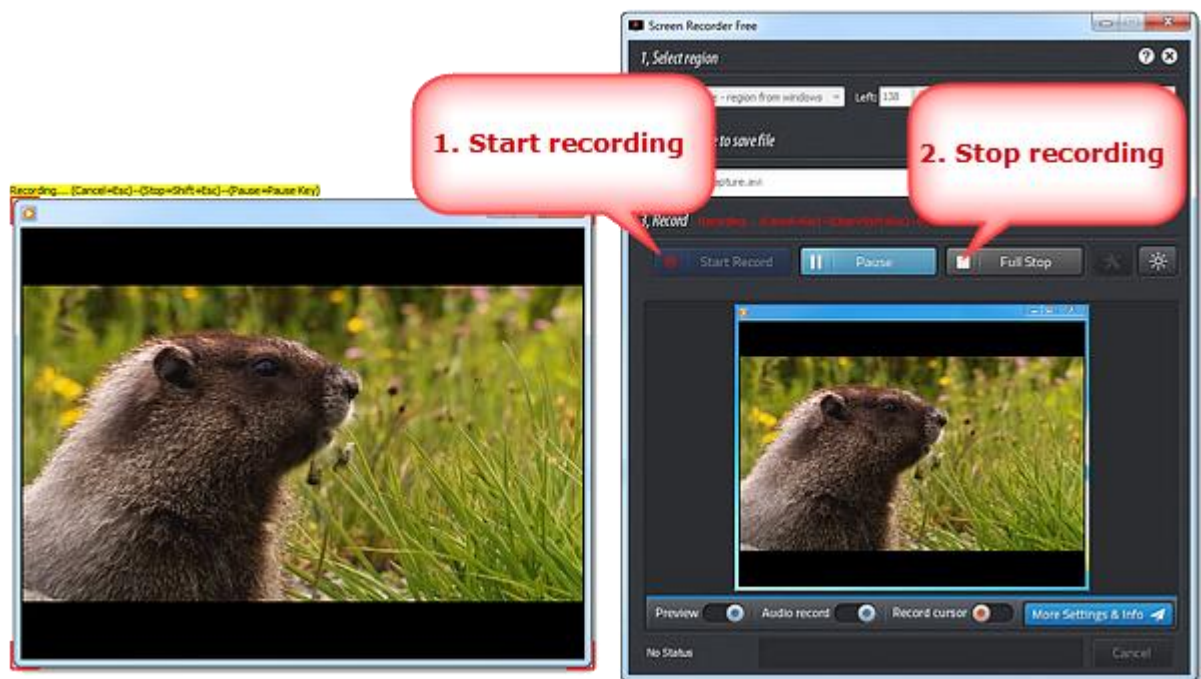 Screen Recorder Free
1, Select region
- region from windows
Left: 138
1. Start recording
2. Stop recording
to save file
Recording... (Cancel=Esc)--(Stop=Shift+Esc)--(Pause=Pause Key)
3, Record
Start Record
Pause
Full Stop
Preview
Audio record
Record cursor
More Settings & Info
No Status
Cancel